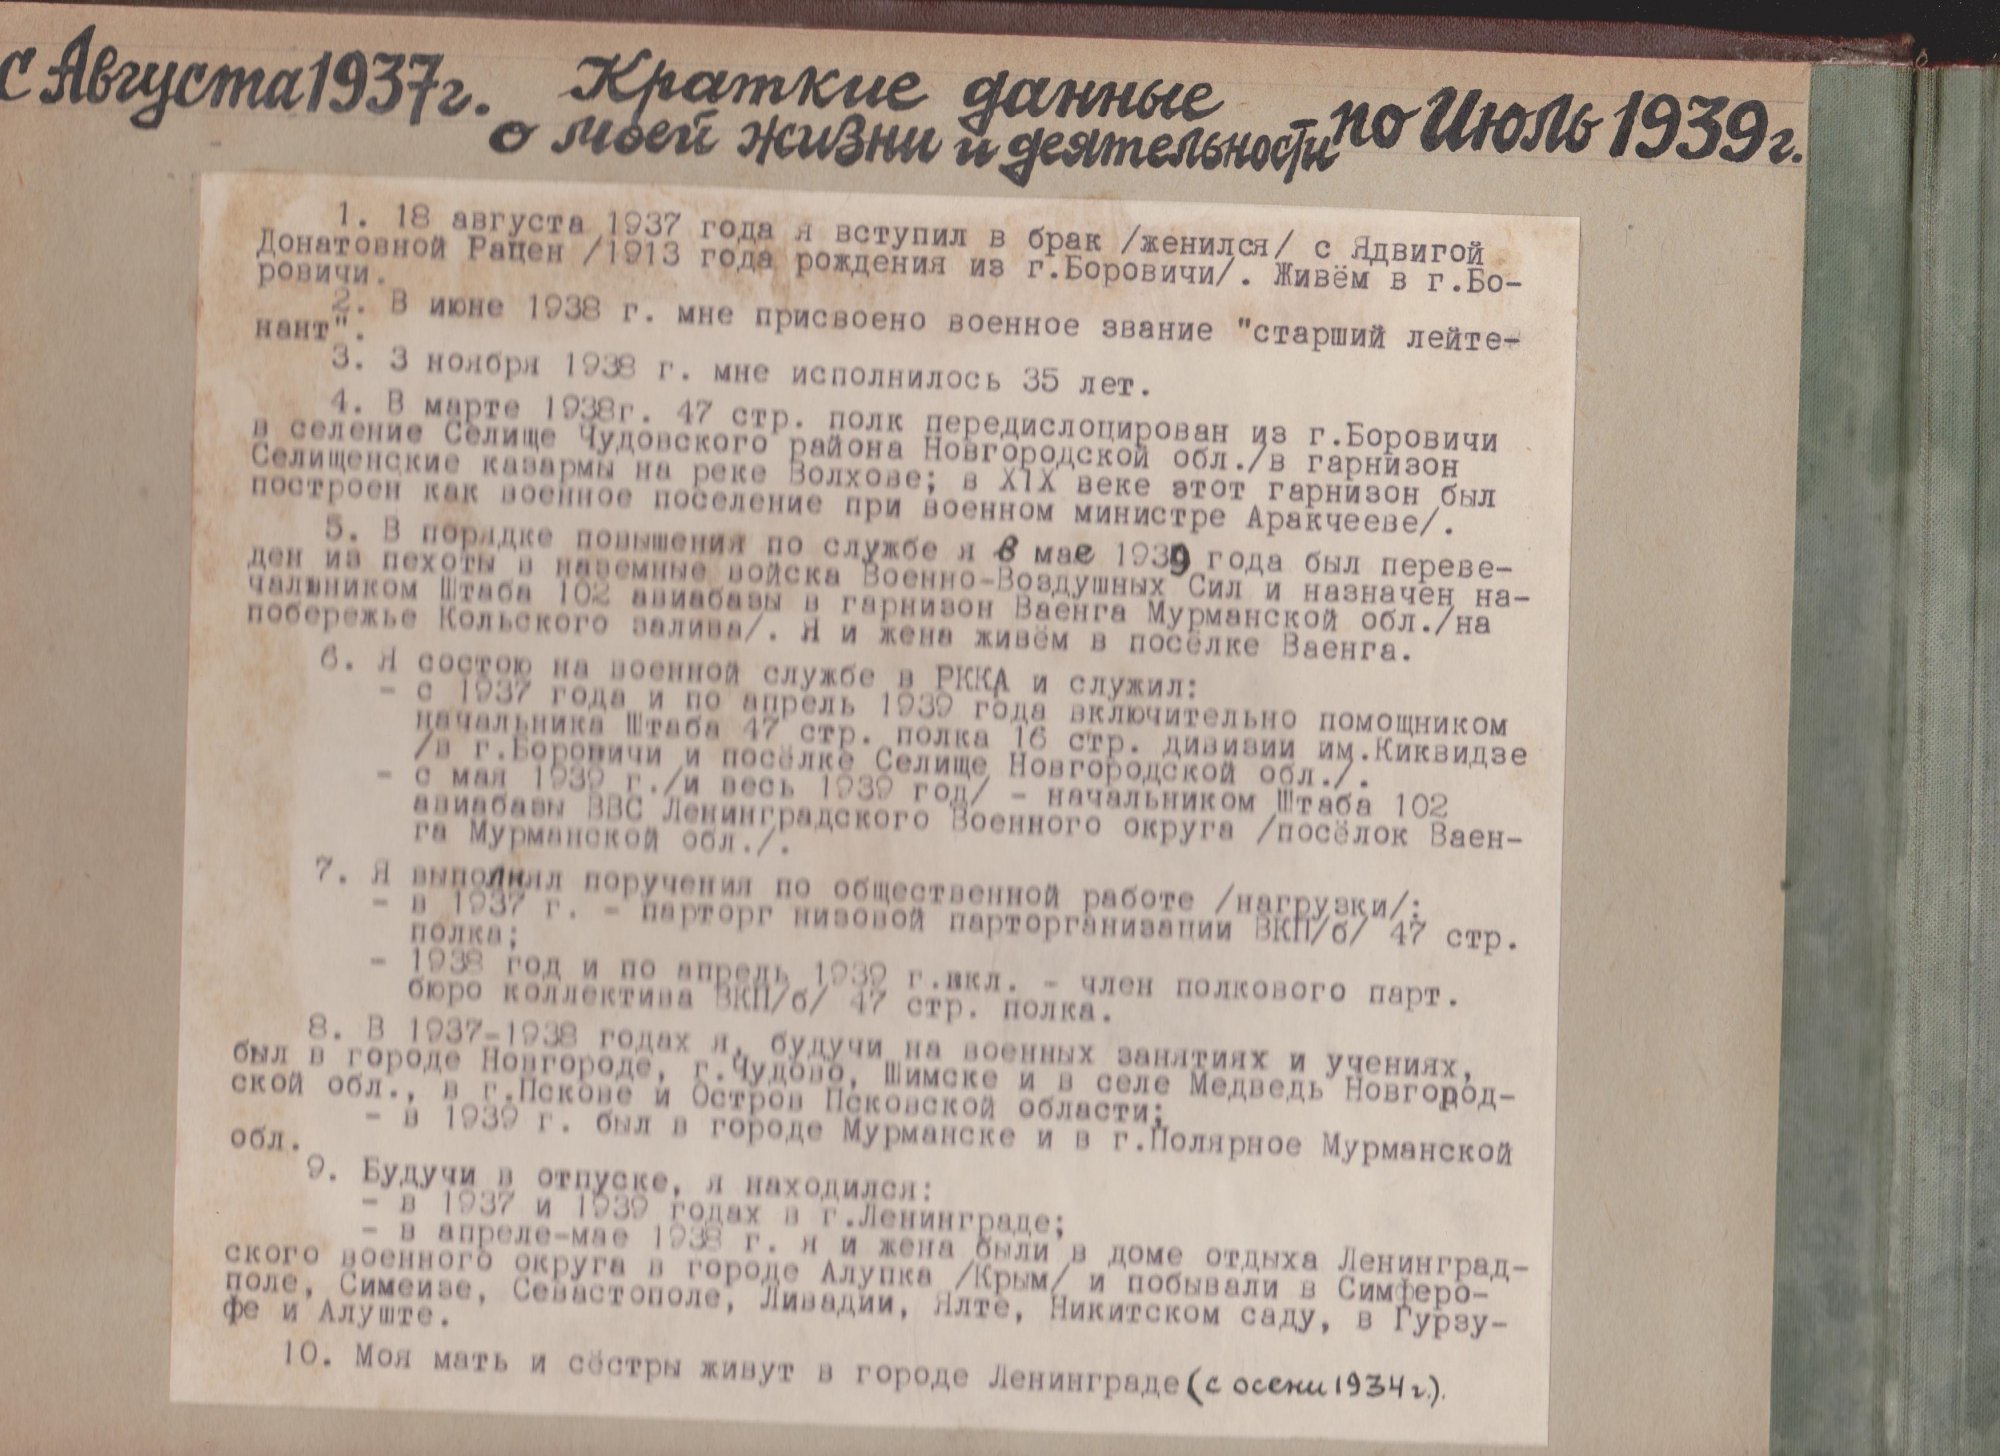 с Августа 1937г. Краткие данные
о моей жизни и деятельности – по Июль 1939г.
1. 18 августа 1937 года я вступил в брак /женился/ с Ядвигой
Донатовной Рацен /1913 года рождения из г.Боровичи/. Живём в г.Бо-
ровичи.
2. В июне 1938 г. мне присвоено военное звание "старший лейте-
нант".
3. 3 ноября 1938 г. мне исполнилось 35 лет.
4. В марте 1938г. 47 стр. полк передислоцирован из г.Боровичи
в селение Селище Чудовского района Новгородской обл./в гарнизон
Селищенские казармы на реке Волхове; в XIX веке этот гарнизон был
построен как военное поселение при военном министре Аракчееве/.
5. В порядке повышения по службе я в мае 1939 года был переве-
ден из пехоты в наземные войска Военно-Воздушных Сил и назначен на-
чальником Штаба 102 авиабазы в гарнизон Ваенга Мурманской обл./на
побережье Кольского залива/. Я и жена живём в посёлке Ваенга.
6. Я состою на военной службе в РККА и служил:
- с 1937 года и по апрель 1939 года включительно помощником
начальника Штаба 47 стр. полка 16 стр. дивизии им.Киквидзе
/в г.Боровичи и посёлке Селище Новгородской обл./.
- с мая 1939 г./и весь 1939 год/ - начальником Штаба 102
авиабазы ВВС Ленинградского Военного округа /посёлок Ваен-
га Мурманской обл./.
7. Я выполнял поручения по общественной работе /нагрузки/:
- в 1937 г. - парторг низовой парторганизации ВКП/б/ 47 стр.
полка;
- 1938 год и по апрель 1939 г.вкл. - член полкового парт.
бюро коллектива ВКП/б/ 47 стр. полка.
8. В 1937-1938 годах я, будучи на военных занятиях и учениях,
был в городе Новгороде, г.Чудово, Шимске и в селе Медведь Новгород-
ской обл., в г.Пскове и Остров Псковской области;
- в 1939 г. был в городе Мурманске и в г.Полярное Мурманской
обл.
9. Будучи в отпуске, я находился:
- в 1937 и 1939 годах в г.Ленинграде;
- в апреле-мае 1938 г. я и жена были в доме отдыха Ленинград-
ского военного округа в городе Алупка /Крым/ и побывали в Симферо-
поле, Симеизе, Севастополе, Ливадии, Ялте, Никитском саду, в Гурзу-
фе и Алуште.
10. Моя мать и сёстры живут в городе Ленинграде (с осени 1934 г.).